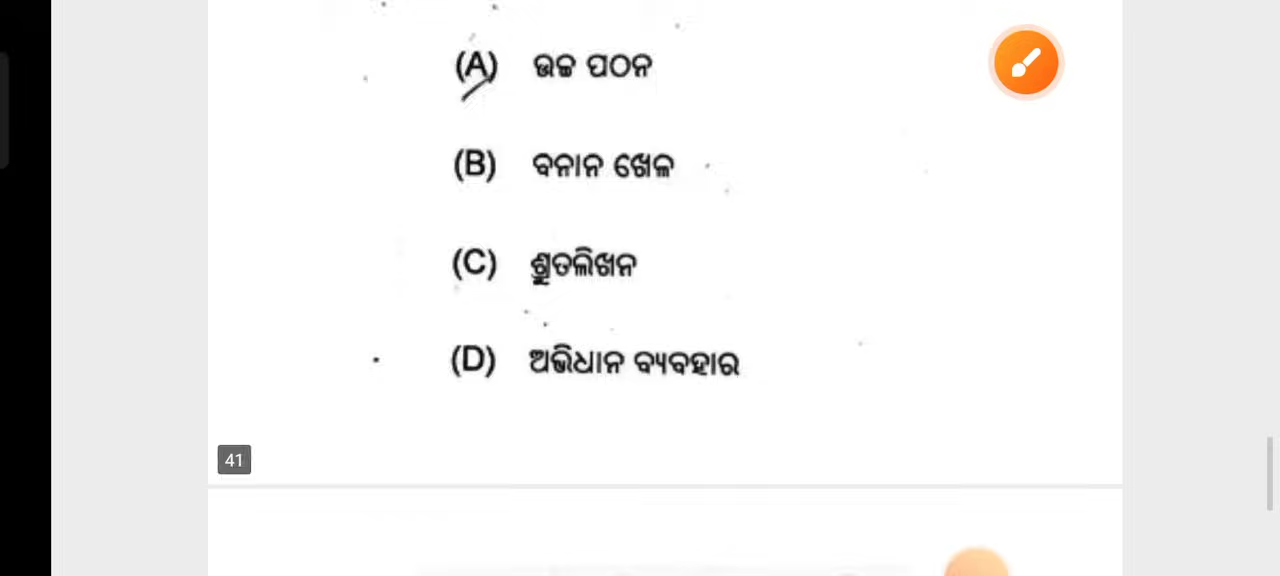 (A) ଉଚ୍ଚ ପଠନ
(B) ବନାନ ଖେଳ
(C) ଶ୍ରୁତଲିଖନ
(D) ଅଭିଧାନ ବ୍ୟବହାର
41